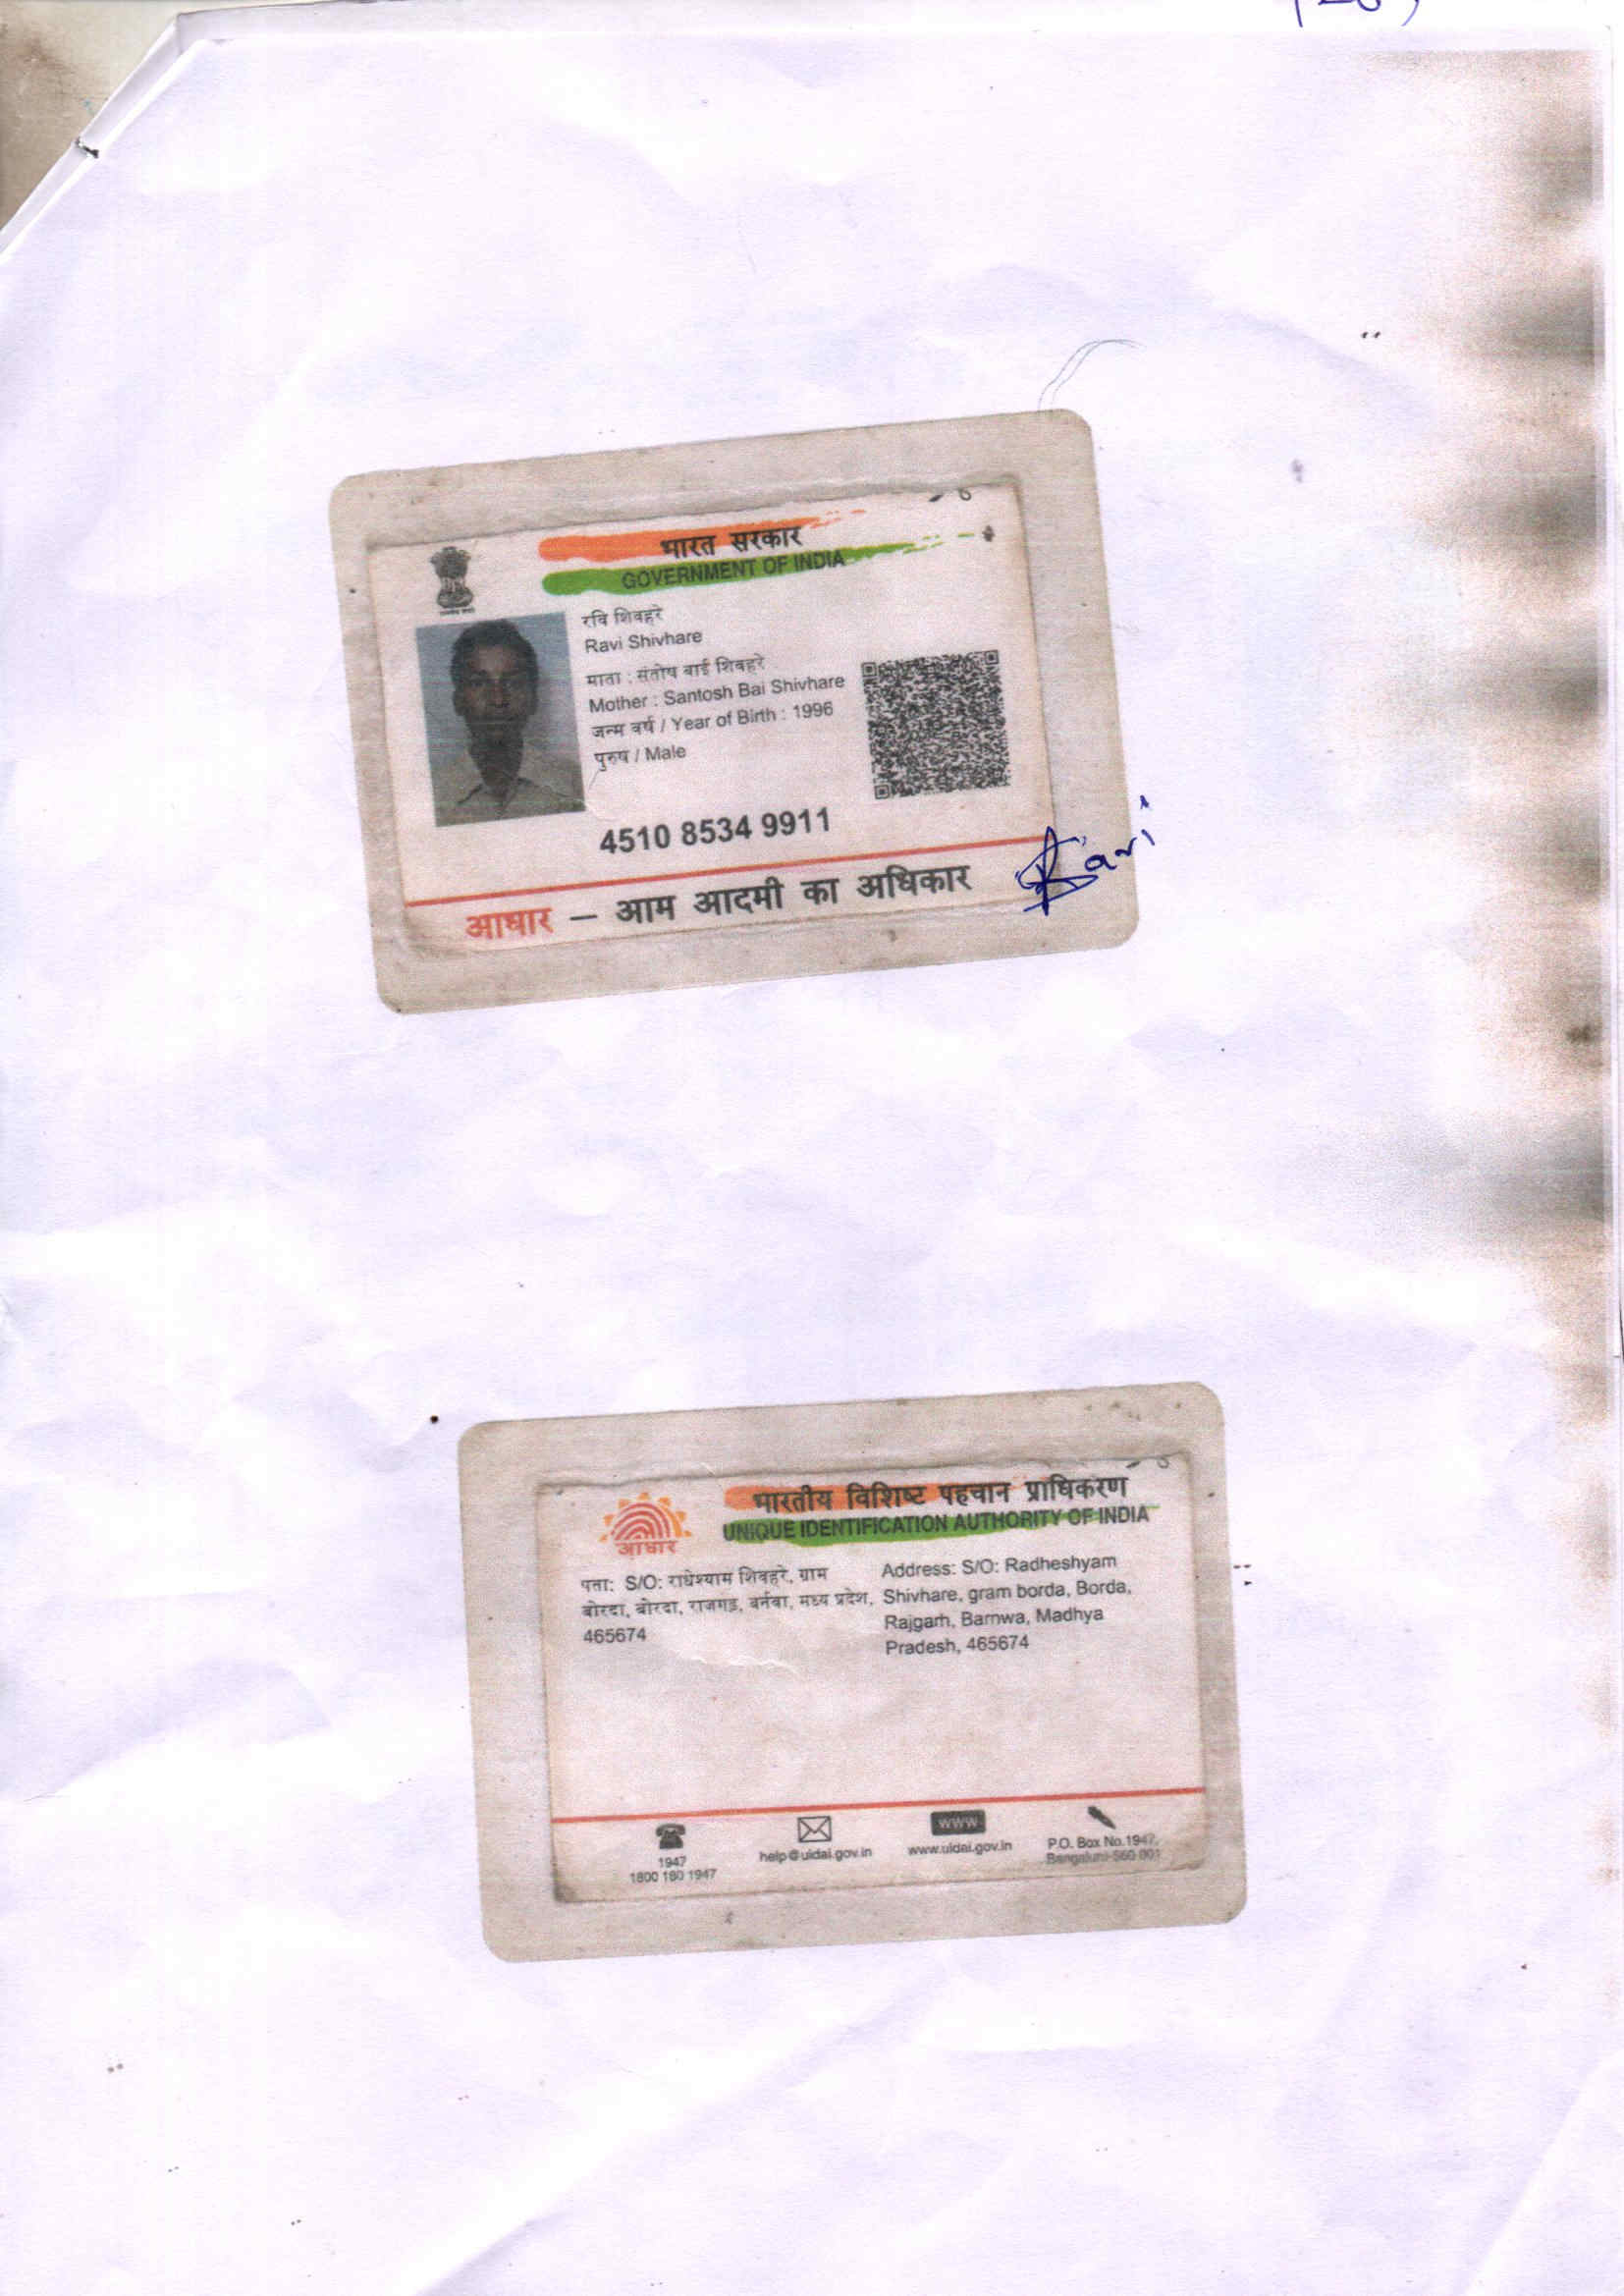 भारत सरकार
GOVERNMENT OF INDIA
रवि शिवहरे
Ravi Shivhare
माता : संतोष बाई शिवहरे
Mother : Santosh Bai Shivhare
जन्म वर्ष / Year of Birth : 1996
पुरुष / Male
4510 8534 9911
आधार – आम आदमी का अधिकार
Ravi
भारतीय विशिष्ट पहचान प्राधिकरण
UNIQUE IDENTIFICATION AUTHORITY OF INDIA
आधार
पता: S/O: राधेश्याम शिवहरे, ग्राम
बोरदा, बोरदा, राजगढ़, बर्नवा, मध्य प्रदेश,
465674
Address: S/O: Radheshyam
Shivhare, gram borda, Borda,
Rajgarh, Barnwa, Madhya
Pradesh, 465674
1947
1800 180 1947
help@uidai.gov.in
www
www.uidai.gov.in
P.O. Box No.1947,
Bengaluru-560 001